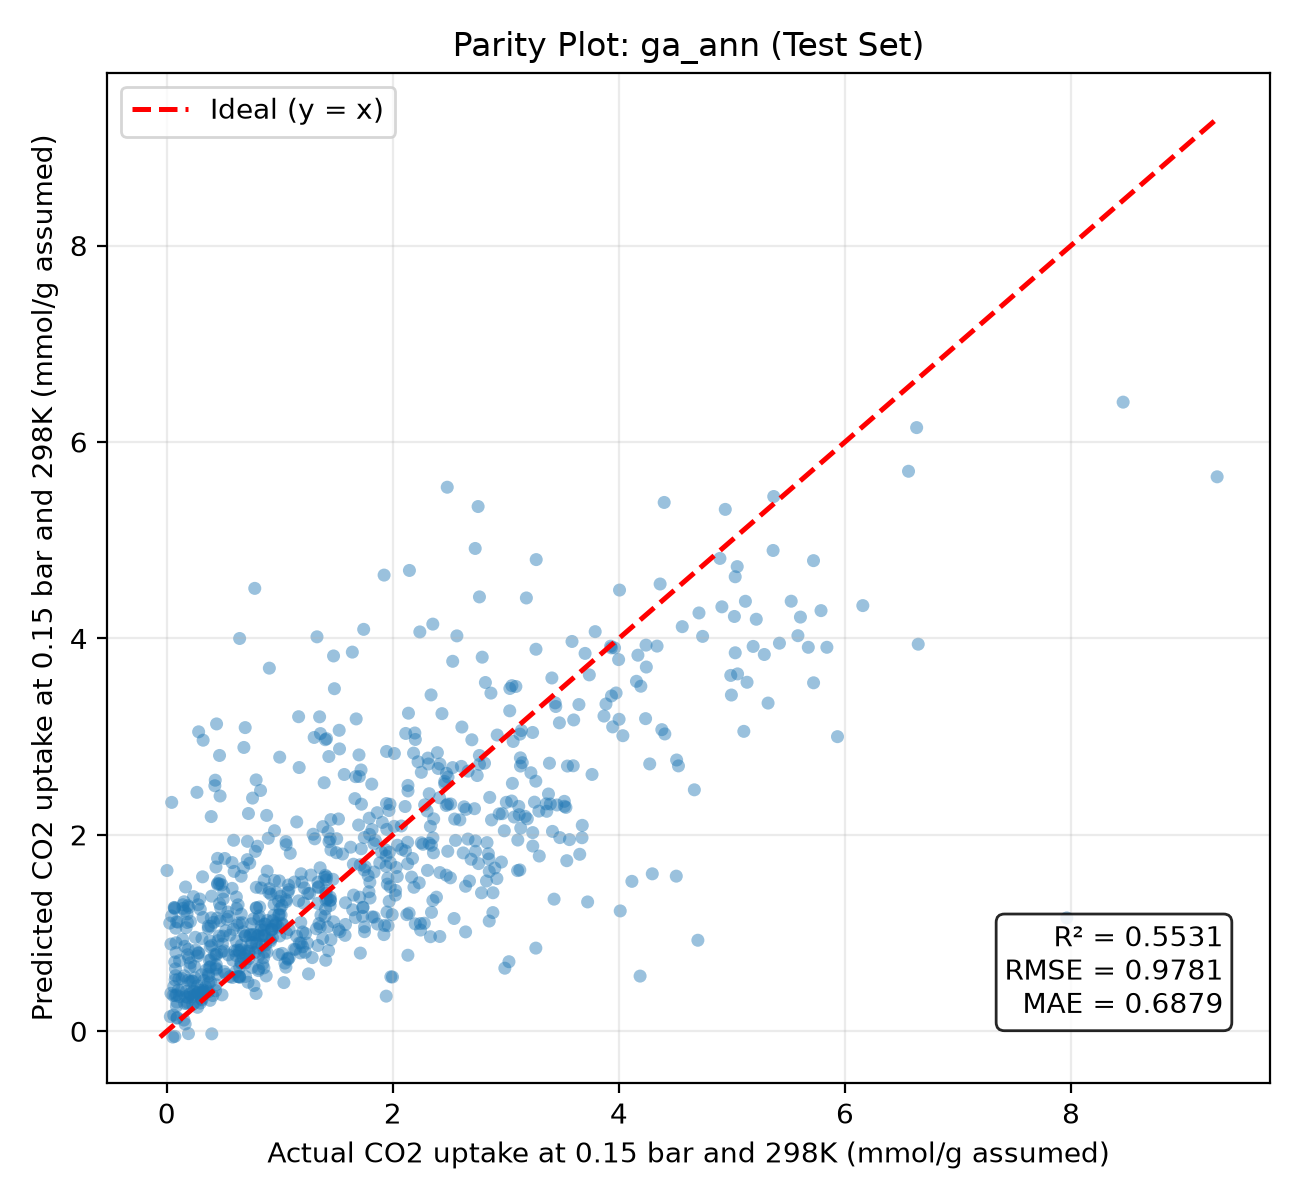 Parity Plot: ga_ann (Test Set)
Ideal (y = x)
Predicted CO2 uptake at 0.15 bar and 298K (mmol/g assumed)
8
6
4
2
0
R² = 0.5531
RMSE = 0.9781
MAE = 0.6879
0 2 4 6 8
Actual CO2 uptake at 0.15 bar and 298K (mmol/g assumed)